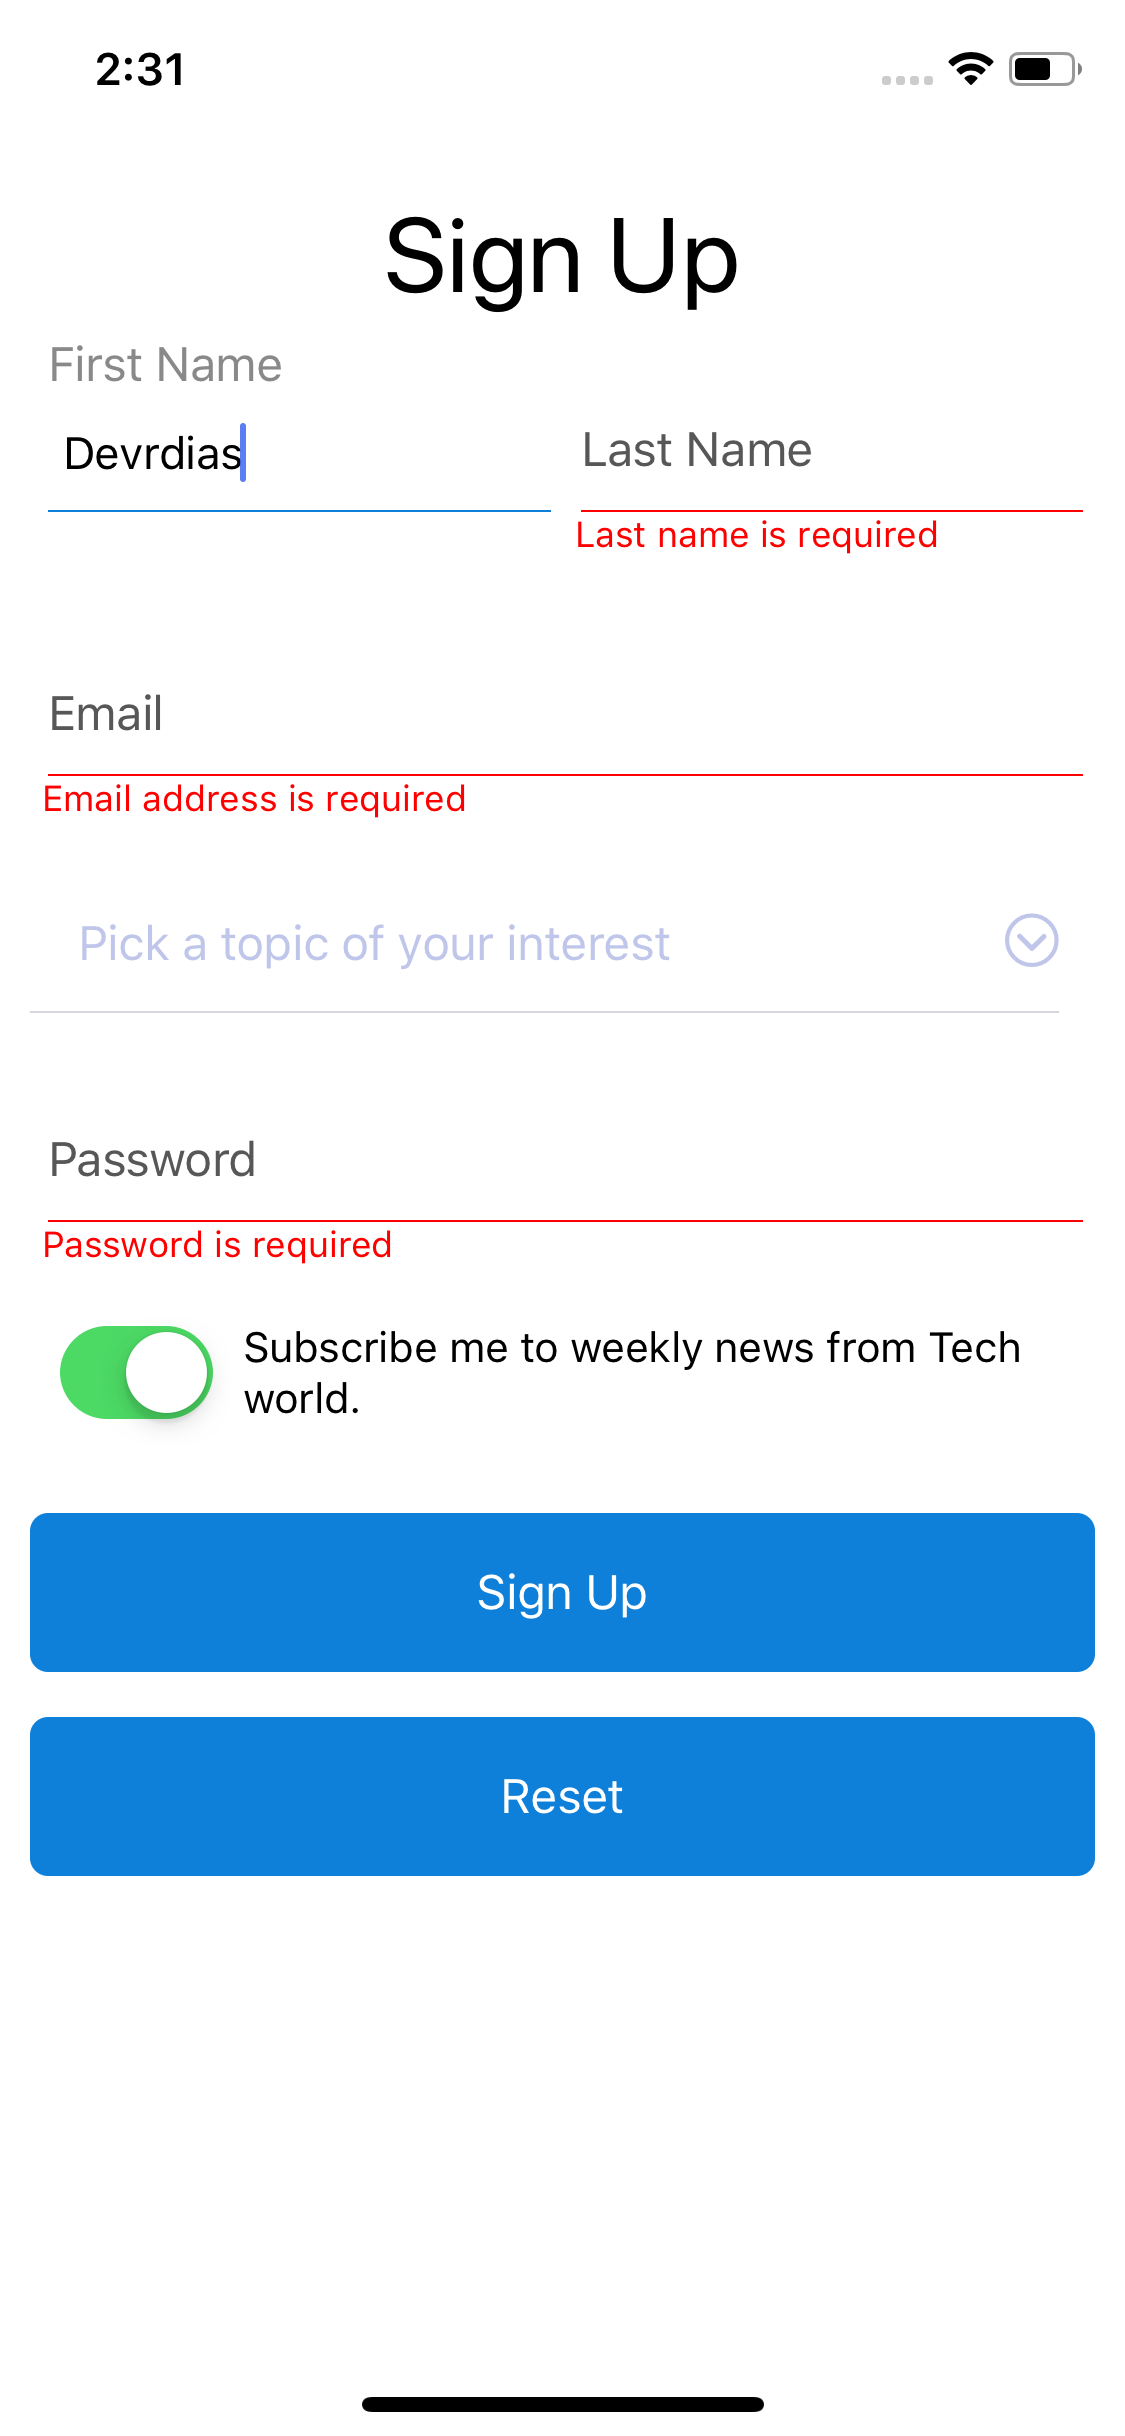 2:31
Sign Up
First Name
Devrdias
Last Name
Last name is required
Email
Email address is required
Pick a topic of your interest
Password
Password is required
Subscribe me to weekly news from Tech
world.
Sign Up
Reset